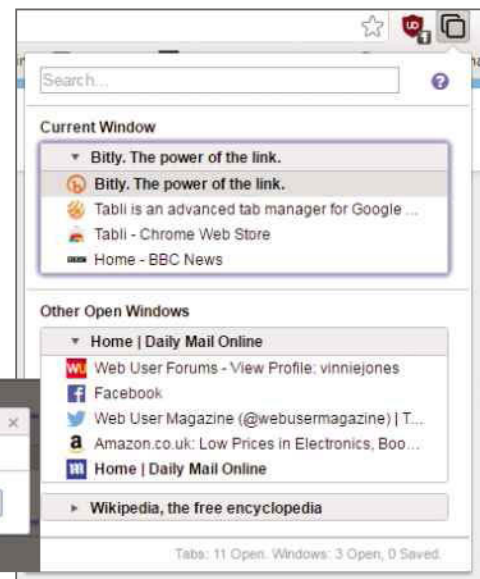 Search...
Current Window
Bitly. The power of the link.
Bitly. The power of the link.
Tabli is an advanced tab manager for Google ...
Tabli - Chrome Web Store
Home - BBC News
Other Open Windows
Home | Daily Mail Online
WU Web User Forums - View Profile: vinniejones
Facebook
Web User Magazine (@webusermagazine) | T...
a Amazon.co.uk: Low Prices in Electronics, Boo...
Home | Daily Mail Online
Wikipedia, the free encyclopedia
Tabs: 11 Open. Windows: 3 Open, 0 Saved.